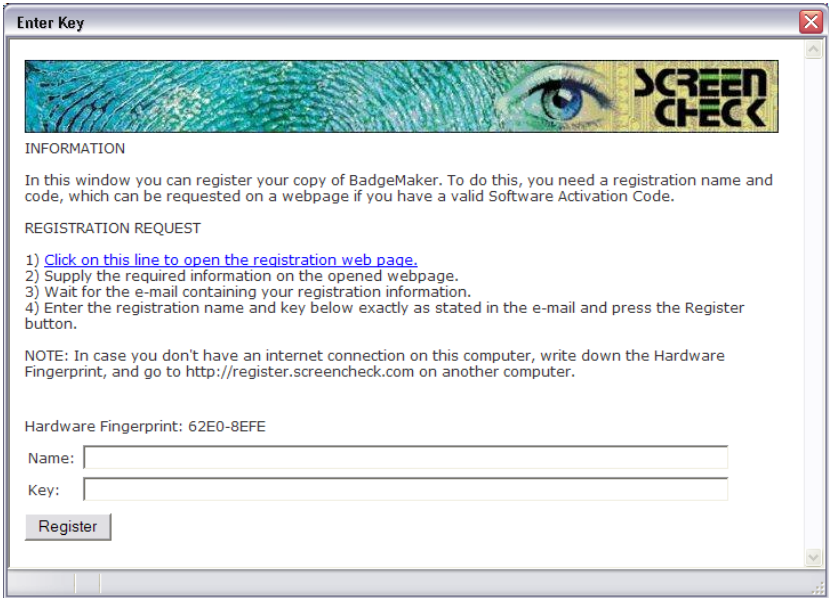 Enter Key
SCREEN
CHECK
INFORMATION
In this window you can register your copy of BadgeMaker. To do this, you need a registration name and
code, which can be requested on a webpage if you have a valid Software Activation Code.
REGISTRATION REQUEST
1) Click on this line to open the registration web page.
2) Supply the required information on the opened webpage.
3) Wait for the e-mail containing your registration information.
4) Enter the registration name and key below exactly as stated in the e-mail and press the Register
button.
NOTE: In case you don't have an internet connection on this computer, write down the Hardware
Fingerprint, and go to http://register.screencheck.com on another computer.
Hardware Fingerprint: 62E0-8EFE
Name:
Key:
Register